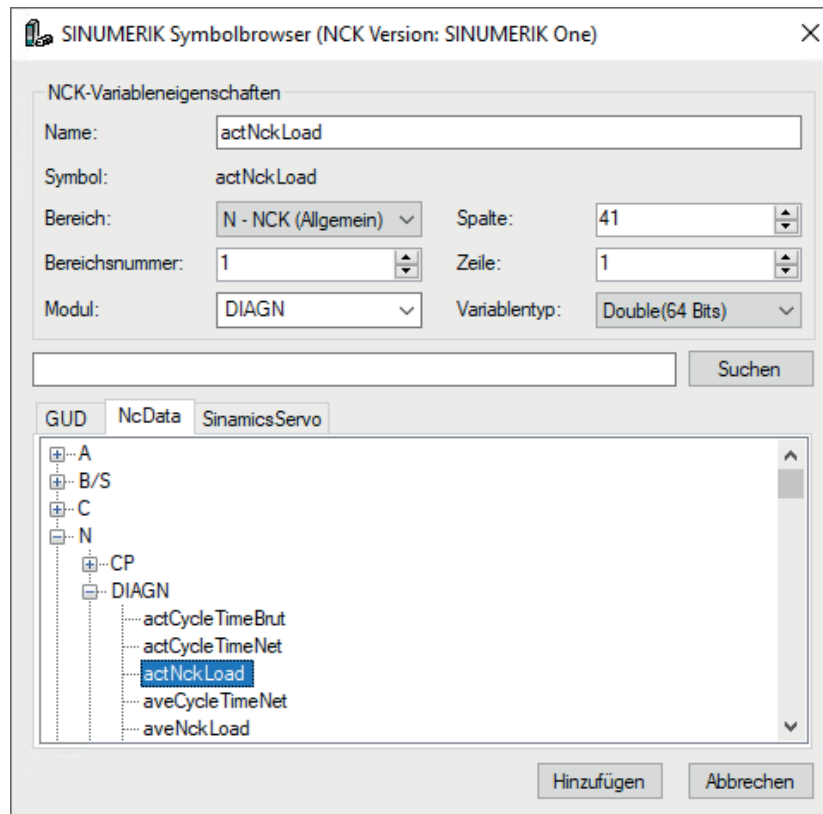 SINUMERIK Symbolbrowser (NCK Version: SINUMERIK One)
NCK-Variableneigenschaften
Name: actNckLoad
Symbol: actNckLoad
Bereich: N - NCK (Allgemein) Spalte: 41
Bereichsnummer: 1 Zeile: 1
Modul: DIAGN Variablentyp: Double(64 Bits)
Suchen
GUD NcData SinamicsServo
A
B/S
C
N
CP
DIAGN
actCycleTimeBrut
actCycleTimeNet
actNckLoad
aveCycleTimeNet
aveNckLoad
Hinzufügen Abbrechen